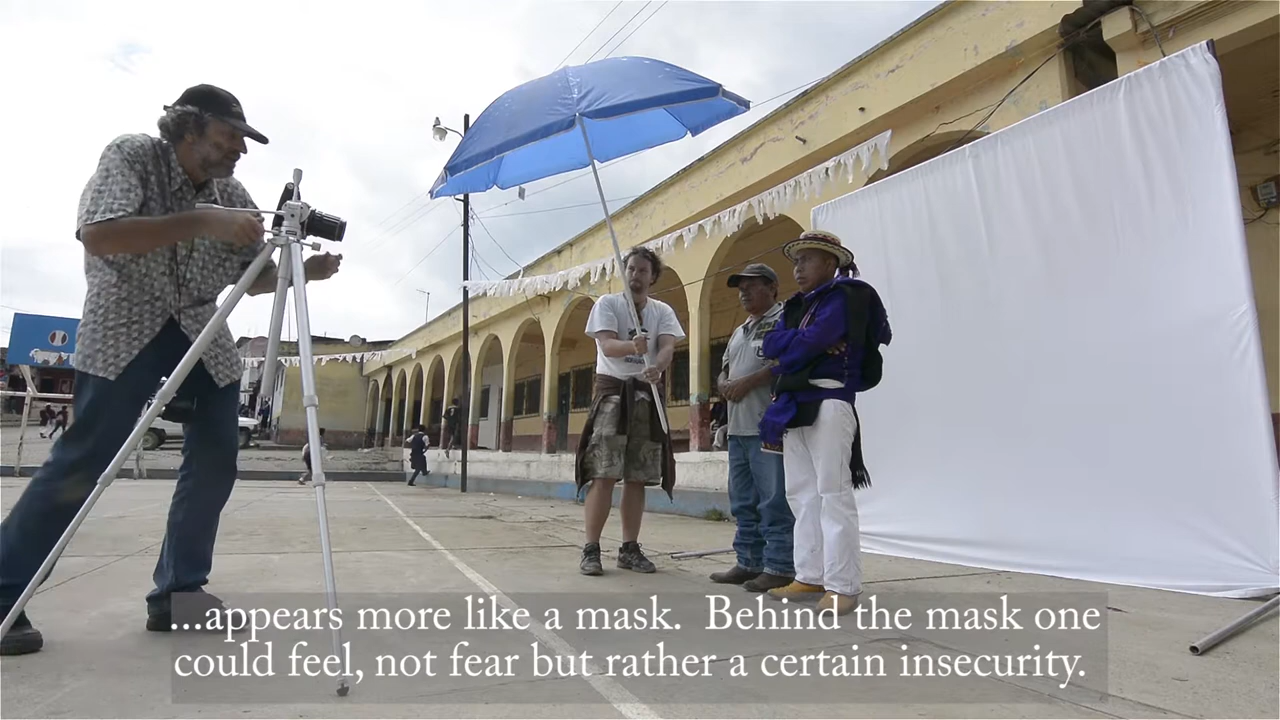 ...appears more like a mask.  Behind the mask one
could feel, not fear but rather a certain insecurity.